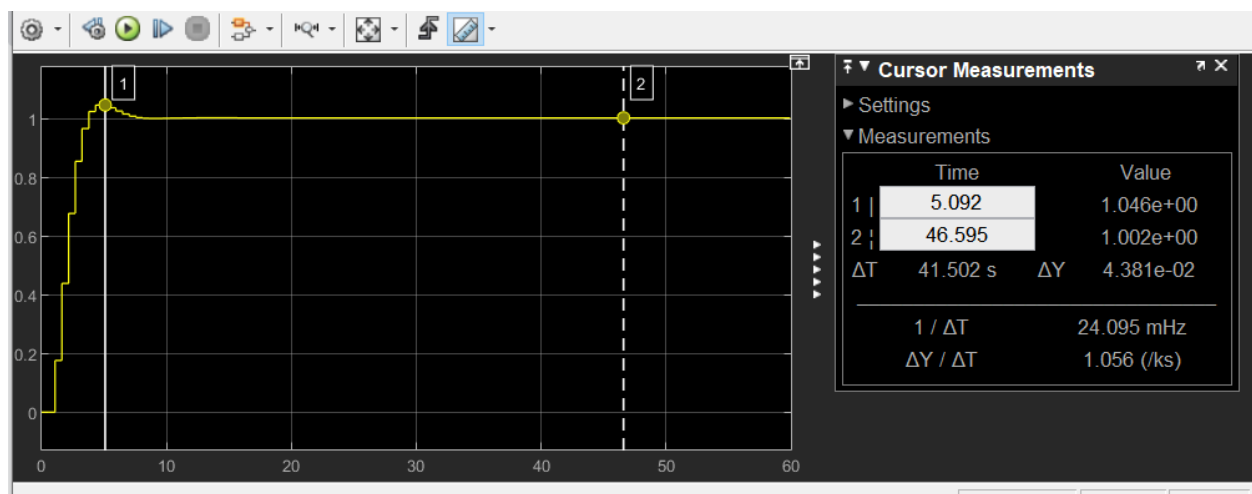 1
2
1
0.8
0.6
0.4
0.2
0
0 10 20 30 40 50 60
Cursor Measurements
Settings
Measurements
Time Value
1 | 5.092 1.046e+00
2 ¦ 46.595 1.002e+00
ΔT 41.502 s ΔY 4.381e-02
1 / ΔT 24.095 mHz
ΔY / ΔT 1.056 (/ks)